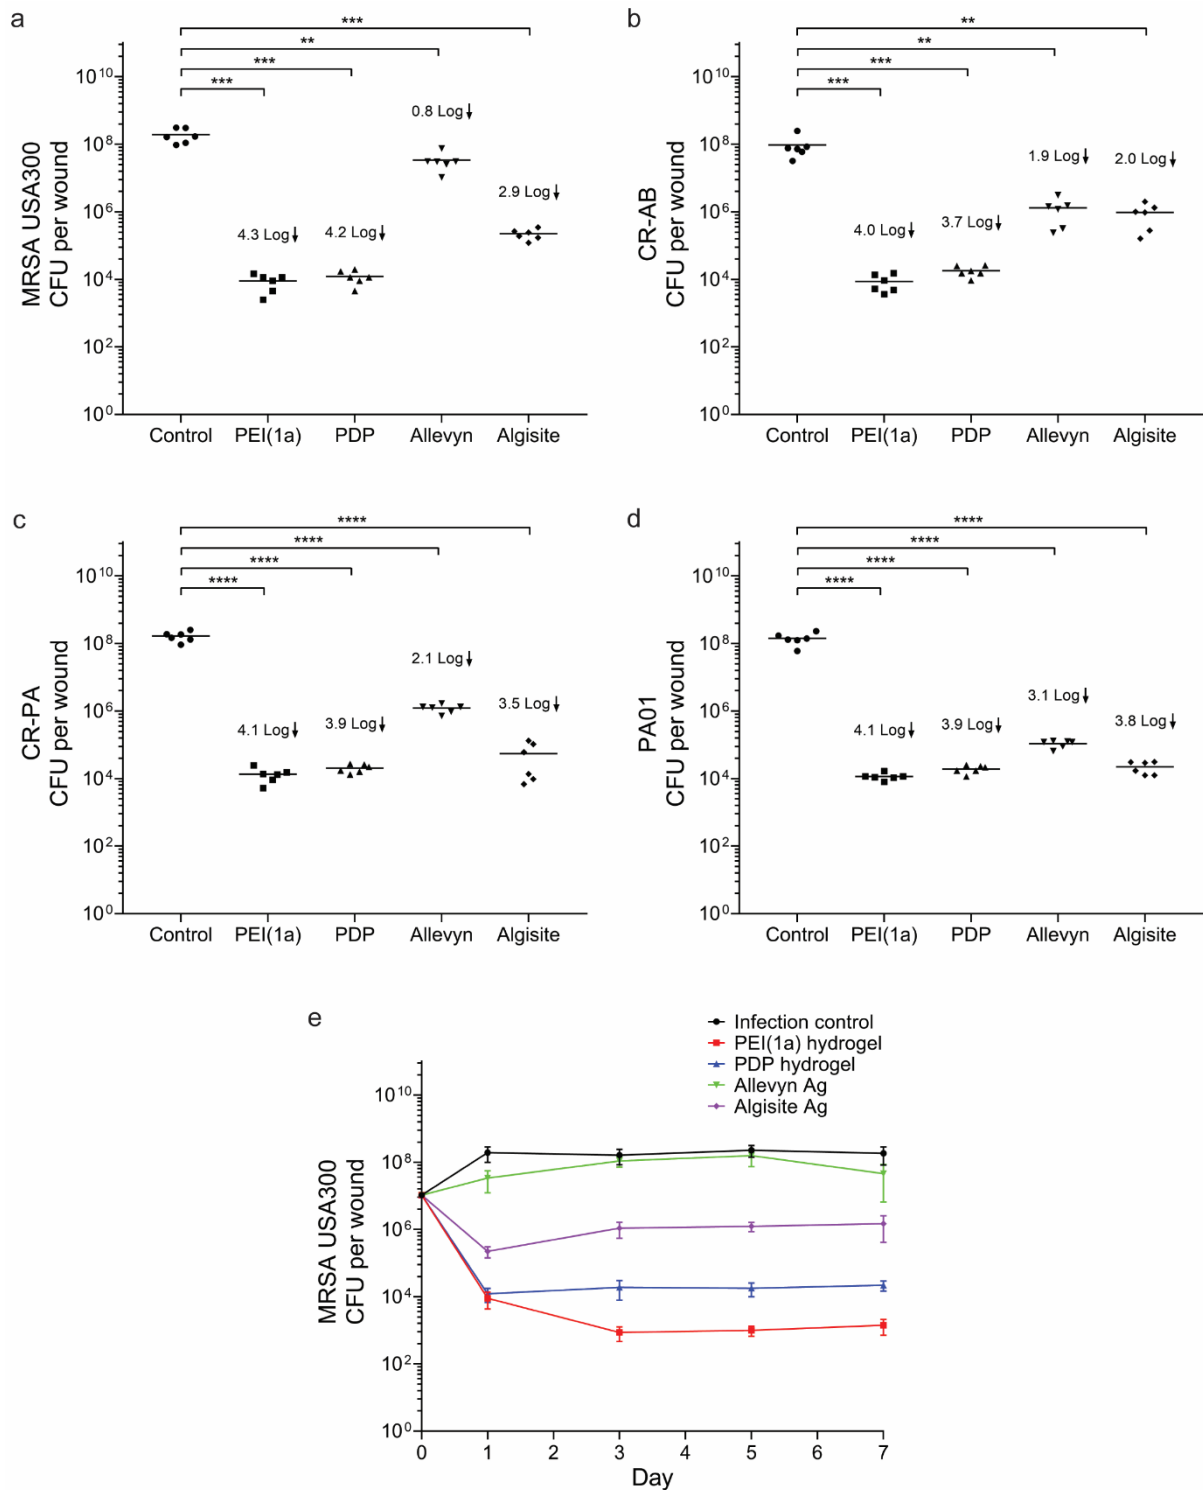 a
***
**
***
***
MRSA USA300
CFU per wound
10¹⁰
10⁸
10⁶
10⁴
10²
10⁰
0.8 Log↓
2.9 Log↓
4.3 Log↓
4.2 Log↓
Control PEI(1a) PDP Allevyn Algisite
b
**
**
***
***
CR-AB
CFU per wound
10¹⁰
10⁸
10⁶
10⁴
10²
10⁰
1.9 Log↓
2.0 Log↓
4.0 Log↓
3.7 Log↓
Control PEI(1a) PDP Allevyn Algisite
c
****
****
****
****
CR-PA
CFU per wound
10¹⁰
10⁸
10⁶
10⁴
10²
10⁰
2.1 Log↓
3.5 Log↓
4.1 Log↓
3.9 Log↓
Control PEI(1a) PDP Allevyn Algisite
d
****
****
****
****
PA01
CFU per wound
10¹⁰
10⁸
10⁶
10⁴
10²
10⁰
3.1 Log↓
3.8 Log↓
4.1 Log↓
3.9 Log↓
Control PEI(1a) PDP Allevyn Algisite
e
Infection control
PEI(1a) hydrogel
PDP hydrogel
Allevyn Ag
Algisite Ag
MRSA USA300
CFU per wound
10¹⁰
10⁸
10⁶
10⁴
10²
10⁰
0 1 2 3 4 5 6 7
Day